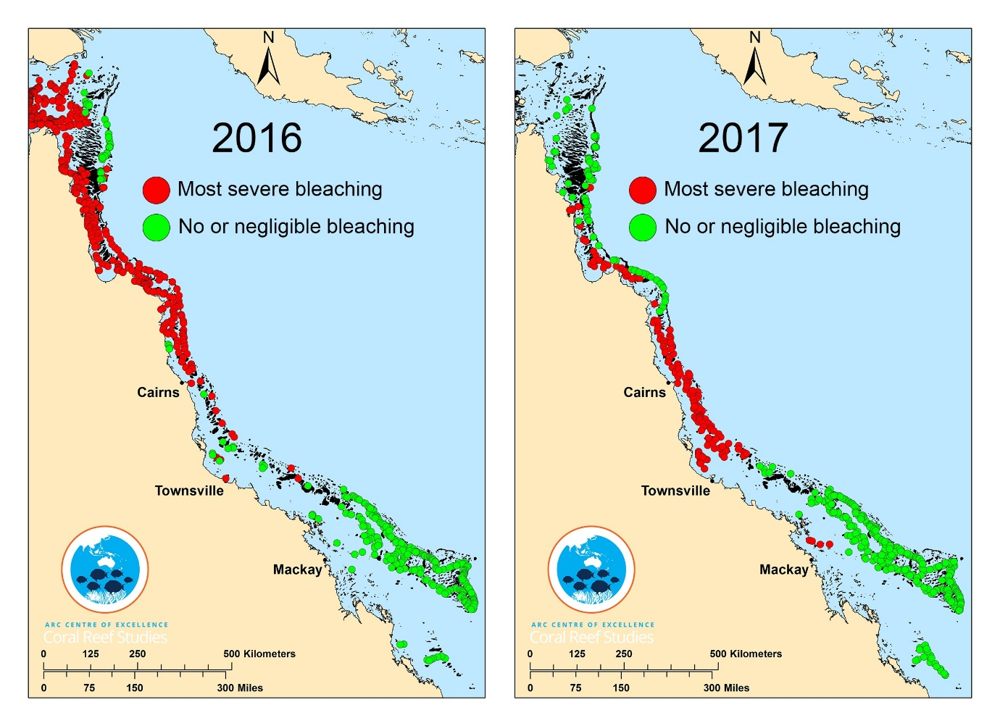 N
2016
Most severe bleaching
No or negligible bleaching
Cairns
Townsville
Mackay
ARC CENTRE OF EXCELLENCE
Coral Reef Studies
0 125 250 500 Kilometers
0 75 150 300 Miles
N
2017
Most severe bleaching
No or negligible bleaching
Cairns
Townsville
Mackay
ARC CENTRE OF EXCELLENCE
Coral Reef Studies
0 125 250 500 Kilometers
0 75 150 300 Miles